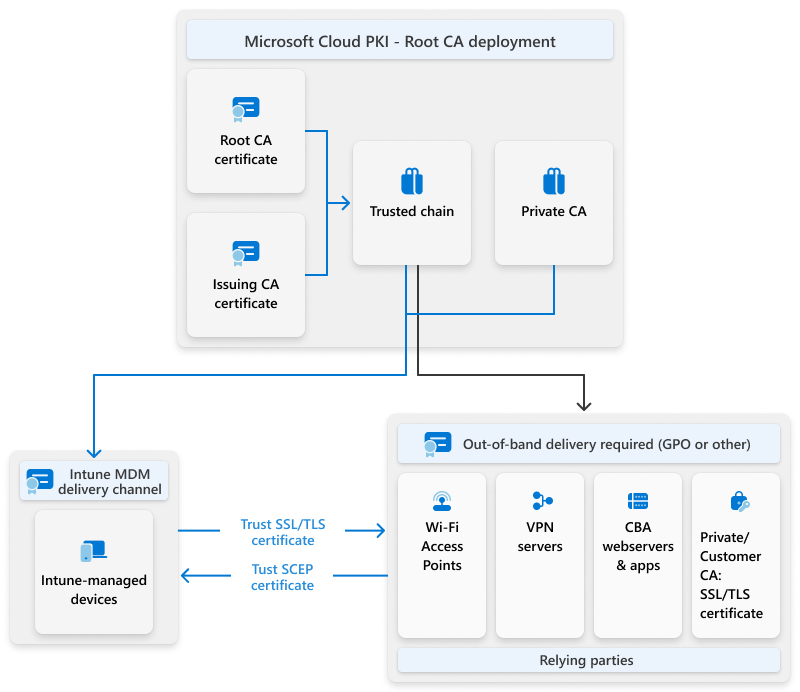 Microsoft Cloud PKI - Root CA deployment
Root CA
certificate
Trusted chain
Private CA
Issuing CA
certificate
Intune MDM
delivery channel
Intune-managed
devices
Trust SSL/TLS
certificate
Tust SCEP
certificate
Out-of-band delivery required (GPO or other)
Wi-Fi
Access
Points
VPN
servers
CBA
webservers
& apps
Private/
Customer
CA:
SSL/TLS
certificate
Relying parties